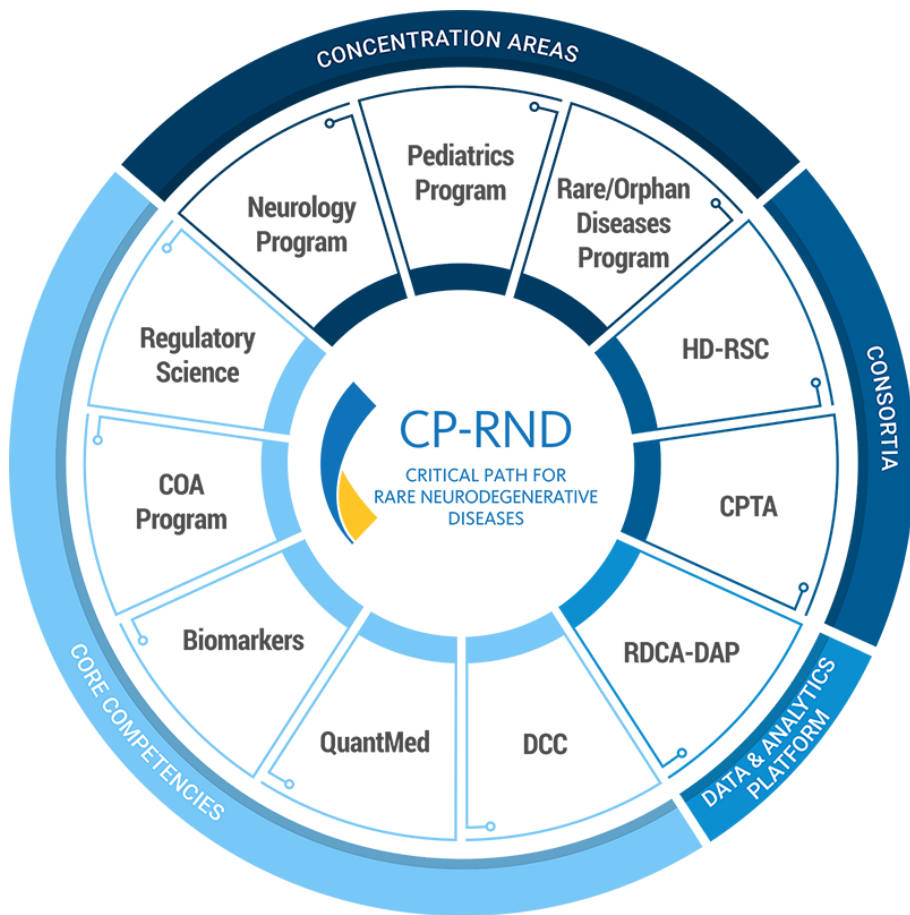 CONCENTRATION AREAS
Neurology
Program
Pediatrics
Program
Rare/Orphan
Diseases
Program
HD-RSC
CPTA
CONSORTIA
RDCA-DAP
DATA & ANALYTICS
PLATFORM
DCC
QuantMed
Biomarkers
COA
Program
Regulatory
Science
CORE COMPETENCIES
CP-RND
CRITICAL PATH FOR
RARE NEURODEGENERATIVE
DISEASES